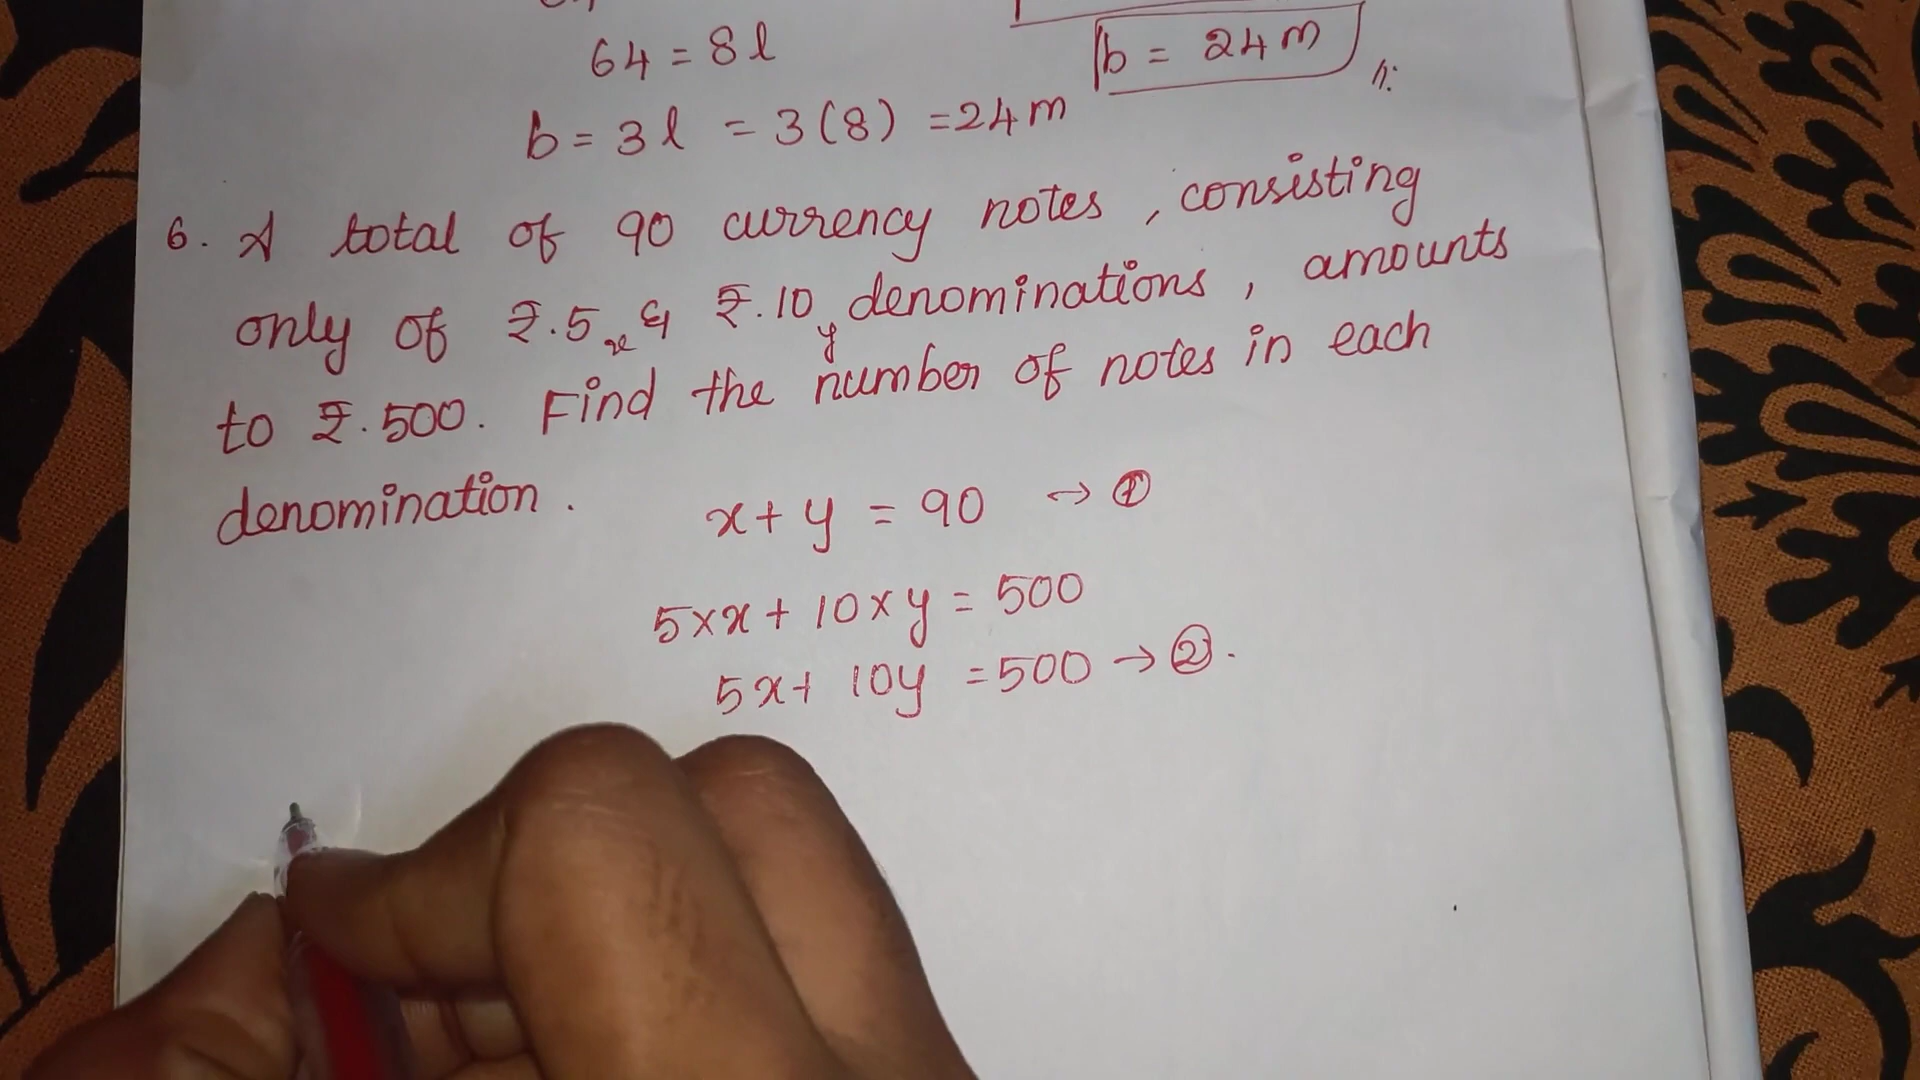 64 = 8l
b = 24m
b = 3l = 3(8) = 24m
6. A total of 90 currency notes, consisting
only of ₹.5 x & ₹.10 y denominations, amounts
to ₹.500. Find the number of notes in each
denomination.
x + y = 90 → ①
5 × x + 10 × y = 500
5x + 10y = 500 → ②.